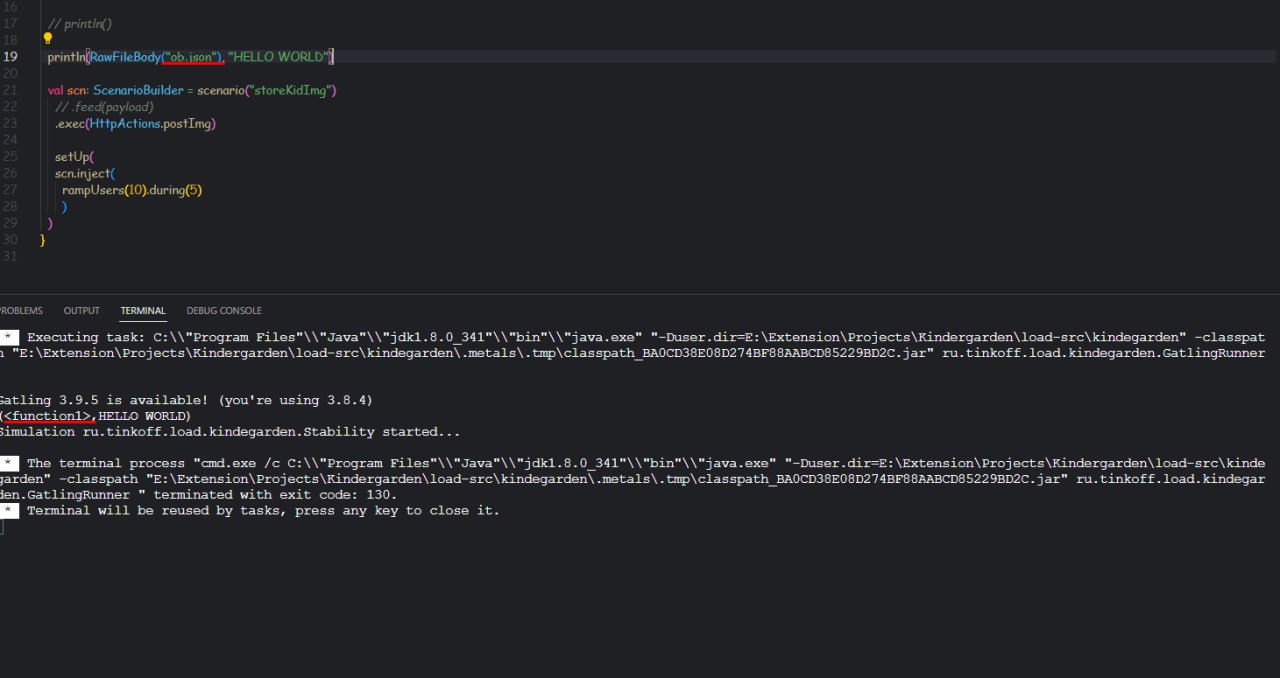 16
17 // println()
18
19 println(RawFileBody("ob.json"), "HELLO WORLD")
20
21 val scn: ScenarioBuilder = scenario("storeKidImg")
22 // .feed(payload)
23 .exec(HttpActions.postImg)
24
25 setUp(
26 scn.inject(
27 rampUsers(10).during(5)
28 )
29 )
30 }
31
ROBLEMS OUTPUT TERMINAL DEBUG CONSOLE
* Executing task: C:\\"Program Files"\\"Java"\\"jdk1.8.0_341"\\"bin"\\"java.exe" "-Duser.dir=E:\Extension\Projects\Kindergarden\load-src\kindegarden" -classpat
h "E:\Extension\Projects\Kindergarden\load-src\kindegarden\.metals\.tmp\classpath_BA0CD38E08D274BF88AABCD85229BD2C.jar" ru.tinkoff.load.kindegarden.GatlingRunner
Gatling 3.9.5 is available! (you're using 3.8.4)
(<function1>,HELLO WORLD)
Simulation ru.tinkoff.load.kindegarden.Stability started...
* The terminal process "cmd.exe /c C:\\"Program Files"\\"Java"\\"jdk1.8.0_341"\\"bin"\\"java.exe" "-Duser.dir=E:\Extension\Projects\Kindergarden\load-src\kinde
garden" -classpath "E:\Extension\Projects\Kindergarden\load-src\kindegarden\.metals\.tmp\classpath_BA0CD38E08D274BF88AABCD85229BD2C.jar" ru.tinkoff.load.kindegar
den.GatlingRunner " terminated with exit code: 130.
* Terminal will be reused by tasks, press any key to close it.